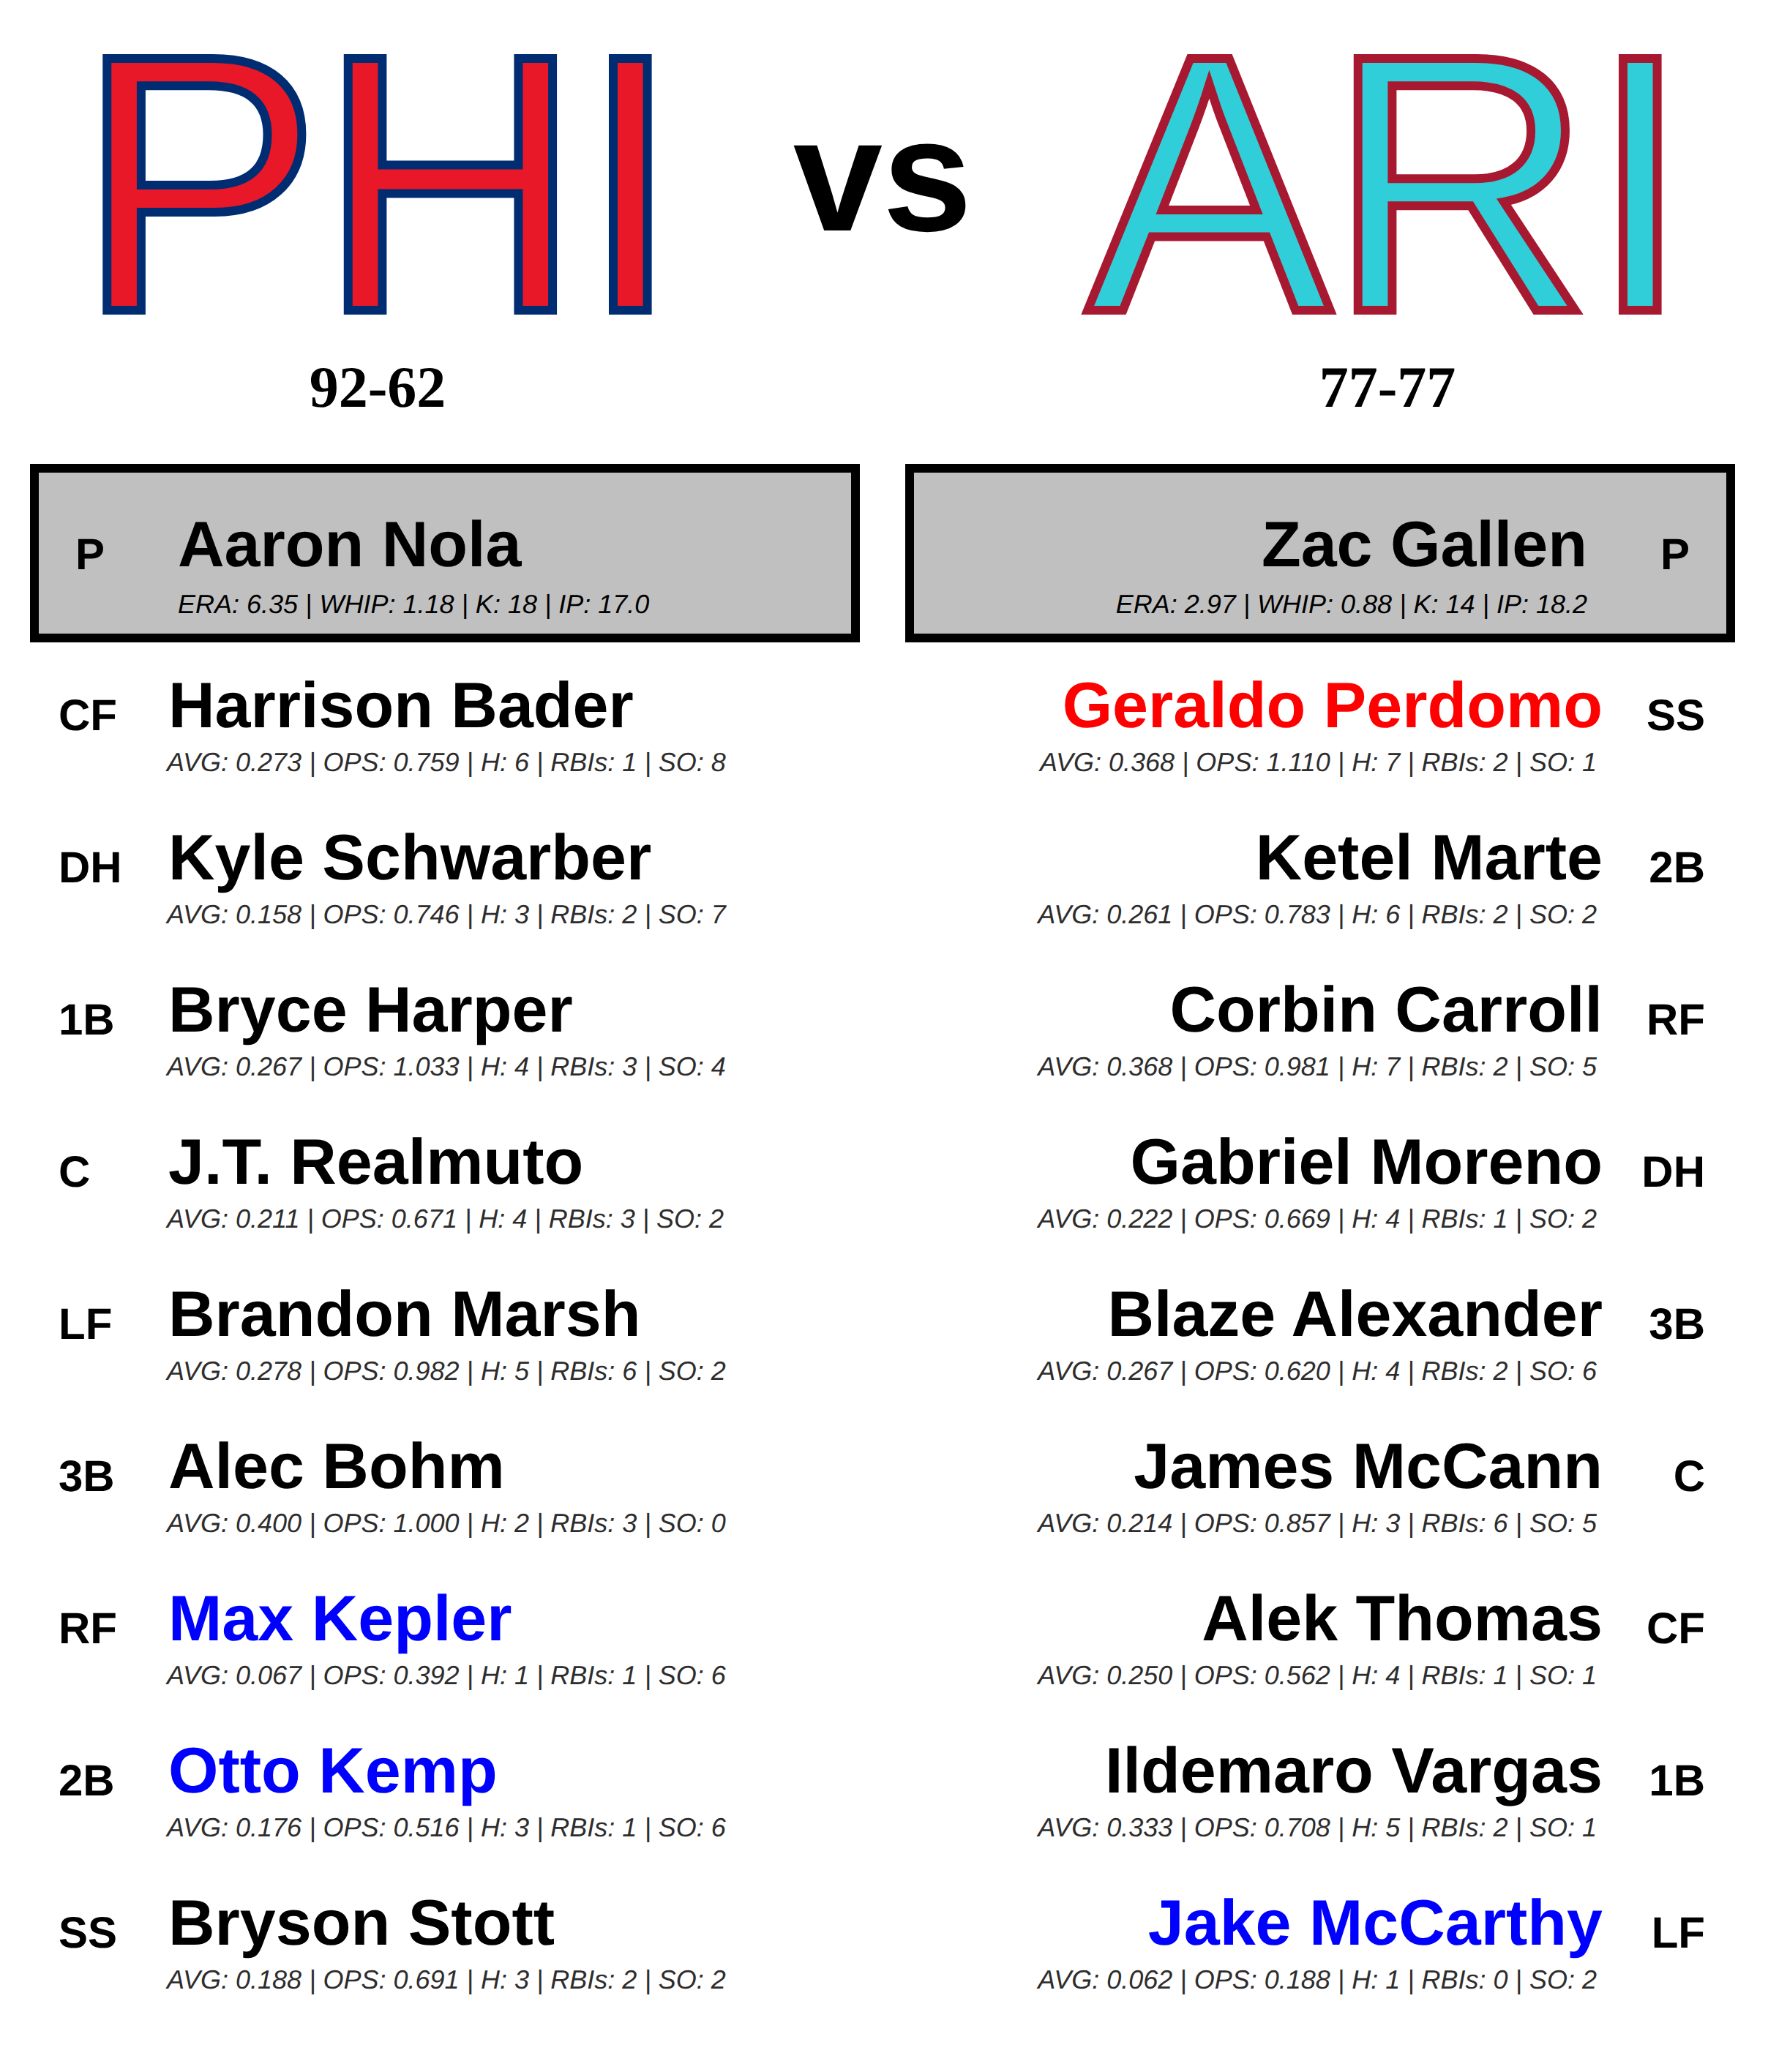 PHI vs ARI
92-62 77-77
P Aaron Nola
ERA: 6.35 | WHIP: 1.18 | K: 18 | IP: 17.0
Zac Gallen P
ERA: 2.97 | WHIP: 0.88 | K: 14 | IP: 18.2
CF Harrison Bader
AVG: 0.273 | OPS: 0.759 | H: 6 | RBIs: 1 | SO: 8
DH Kyle Schwarber
AVG: 0.158 | OPS: 0.746 | H: 3 | RBIs: 2 | SO: 7
1B Bryce Harper
AVG: 0.267 | OPS: 1.033 | H: 4 | RBIs: 3 | SO: 4
C J.T. Realmuto
AVG: 0.211 | OPS: 0.671 | H: 4 | RBIs: 3 | SO: 2
LF Brandon Marsh
AVG: 0.278 | OPS: 0.982 | H: 5 | RBIs: 6 | SO: 2
3B Alec Bohm
AVG: 0.400 | OPS: 1.000 | H: 2 | RBIs: 3 | SO: 0
RF Max Kepler
AVG: 0.067 | OPS: 0.392 | H: 1 | RBIs: 1 | SO: 6
2B Otto Kemp
AVG: 0.176 | OPS: 0.516 | H: 3 | RBIs: 1 | SO: 6
SS Bryson Stott
AVG: 0.188 | OPS: 0.691 | H: 3 | RBIs: 2 | SO: 2
Geraldo Perdomo SS
AVG: 0.368 | OPS: 1.110 | H: 7 | RBIs: 2 | SO: 1
Ketel Marte 2B
AVG: 0.261 | OPS: 0.783 | H: 6 | RBIs: 2 | SO: 2
Corbin Carroll RF
AVG: 0.368 | OPS: 0.981 | H: 7 | RBIs: 2 | SO: 5
Gabriel Moreno DH
AVG: 0.222 | OPS: 0.669 | H: 4 | RBIs: 1 | SO: 2
Blaze Alexander 3B
AVG: 0.267 | OPS: 0.620 | H: 4 | RBIs: 2 | SO: 6
James McCann C
AVG: 0.214 | OPS: 0.857 | H: 3 | RBIs: 6 | SO: 5
Alek Thomas CF
AVG: 0.250 | OPS: 0.562 | H: 4 | RBIs: 1 | SO: 1
Ildemaro Vargas 1B
AVG: 0.333 | OPS: 0.708 | H: 5 | RBIs: 2 | SO: 1
Jake McCarthy LF
AVG: 0.062 | OPS: 0.188 | H: 1 | RBIs: 0 | SO: 2